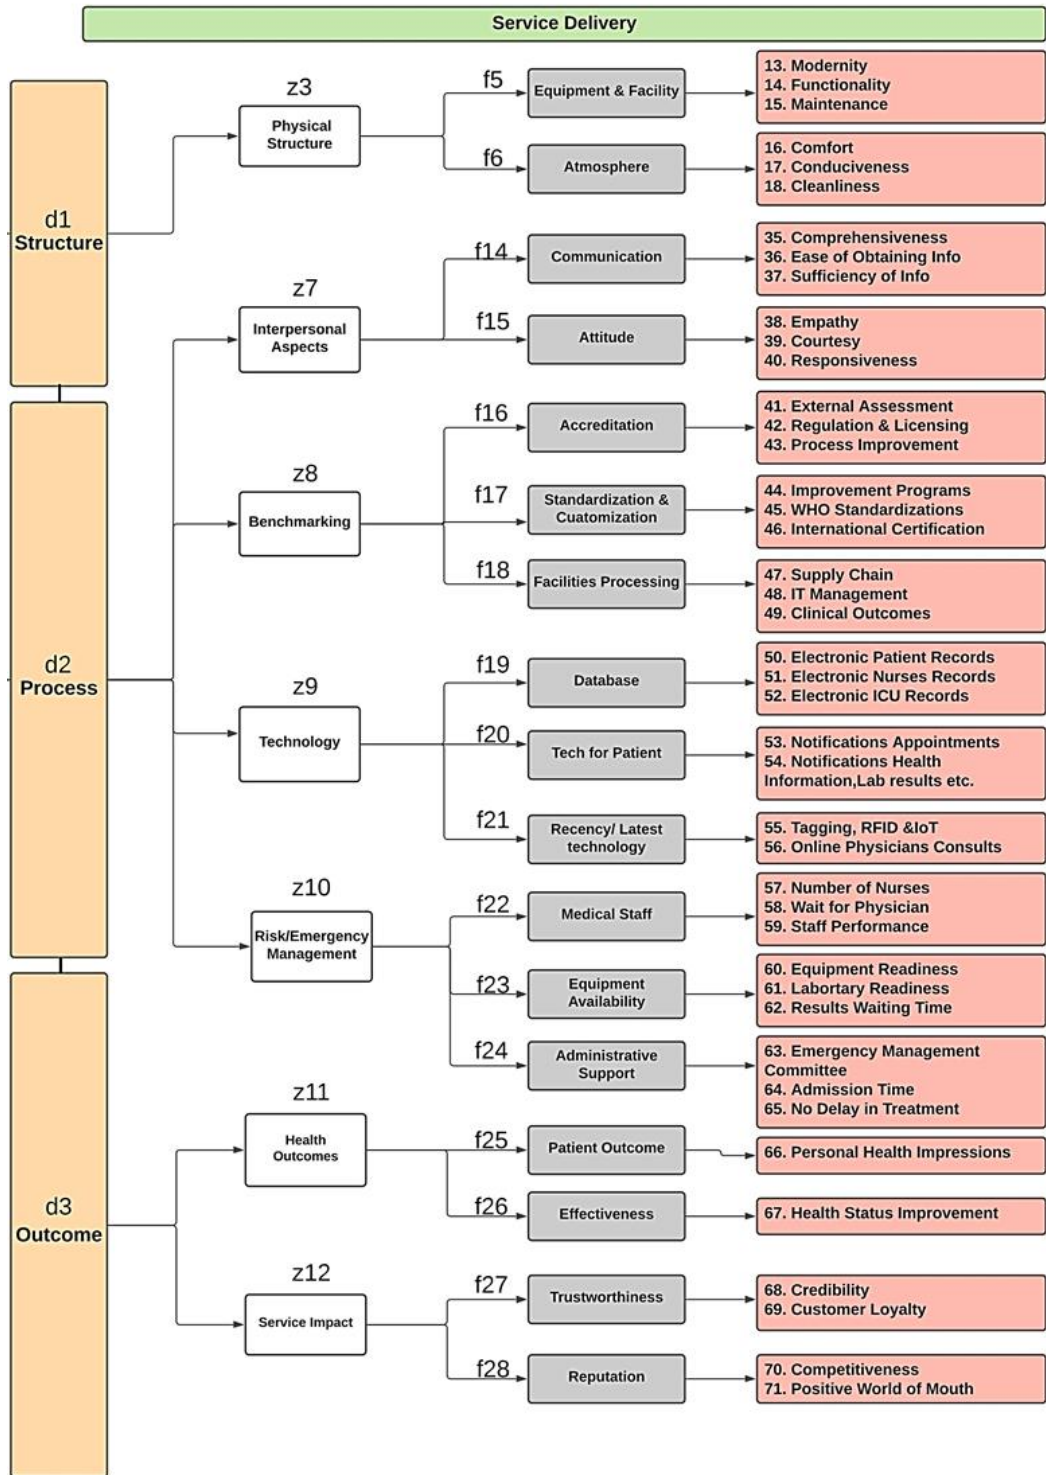 Service Delivery
d1
Structure
z3
Physical
Structure
f5
Equipment & Facility
13. Modernity
14. Functionality
15. Maintenance
f6
Atmosphere
16. Comfort
17. Conduciveness
18. Cleanliness
d2
Process
z7
Interpersonal
Aspects
f14
Communication
35. Comprehensiveness
36. Ease of Obtaining Info
37. Sufficiency of Info
f15
Attitude
38. Empathy
39. Courtesy
40. Responsiveness
z8
Benchmarking
f16
Accreditation
41. External Assessment
42. Regulation & Licensing
43. Process Improvement
f17
Standardization &
Cuatomization
44. Improvement Programs
45. WHO Standardizations
46. International Certification
f18
Facilities Processing
47. Supply Chain
48. IT Management
49. Clinical Outcomes
z9
Technology
f19
Database
50. Electronic Patient Records
51. Electronic Nurses Records
52. Electronic ICU Records
f20
Tech for Patient
53. Notifications Appointments
54. Notifications Health
Information,Lab results etc.
f21
Recency/ Latest
technology
55. Tagging, RFID &IoT
56. Online Physicians Consults
z10
Risk/Emergency
Management
f22
Medical Staff
57. Number of Nurses
58. Wait for Physician
59. Staff Performance
f23
Equipment
Availability
60. Equipment Readiness
61. Labortary Readiness
62. Results Waiting Time
f24
Administrative
Support
63. Emergency Management
Committee
64. Admission Time
65. No Delay in Treatment
d3
Outcome
z11
Health
Outcomes
f25
Patient Outcome
66. Personal Health Impressions
f26
Effectiveness
67. Health Status Improvement
z12
Service Impact
f27
Trustworthiness
68. Credibility
69. Customer Loyalty
f28
Reputation
70. Competitiveness
71. Positive World of Mouth